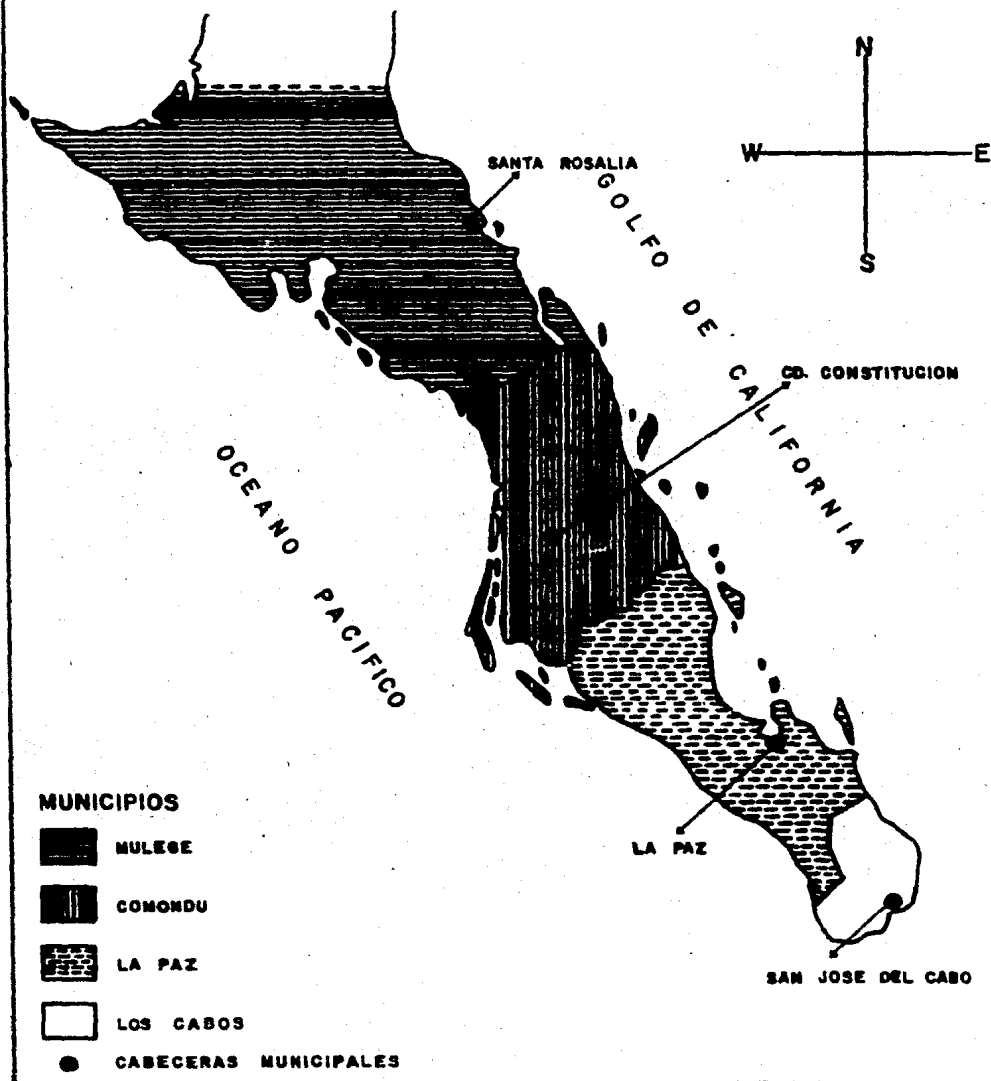 N
W E
S
SANTA ROSALIA
GOLFO DE CALIFORNIA
CD. CONSTITUCION
OCEANO PACIFICO
LA PAZ
SAN JOSE DEL CABO
MUNICIPIOS
MULEGE
COMONDU
LA PAZ
LOS CABOS
CABECERAS MUNICIPALES